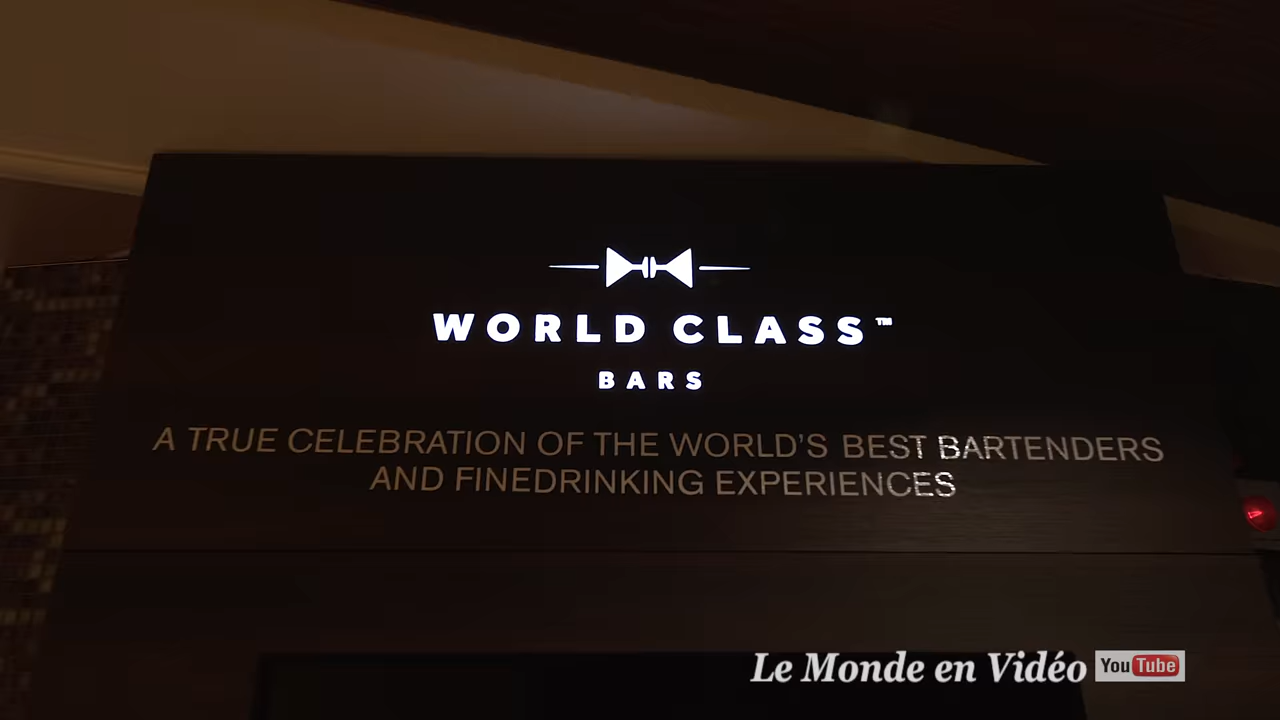 WORLD CLASS™
BARS
A TRUE CELEBRATION OF THE WORLD'S BEST BARTENDERS
AND FINEDRINKING EXPERIENCES
Le Monde en Vidéo YouTube